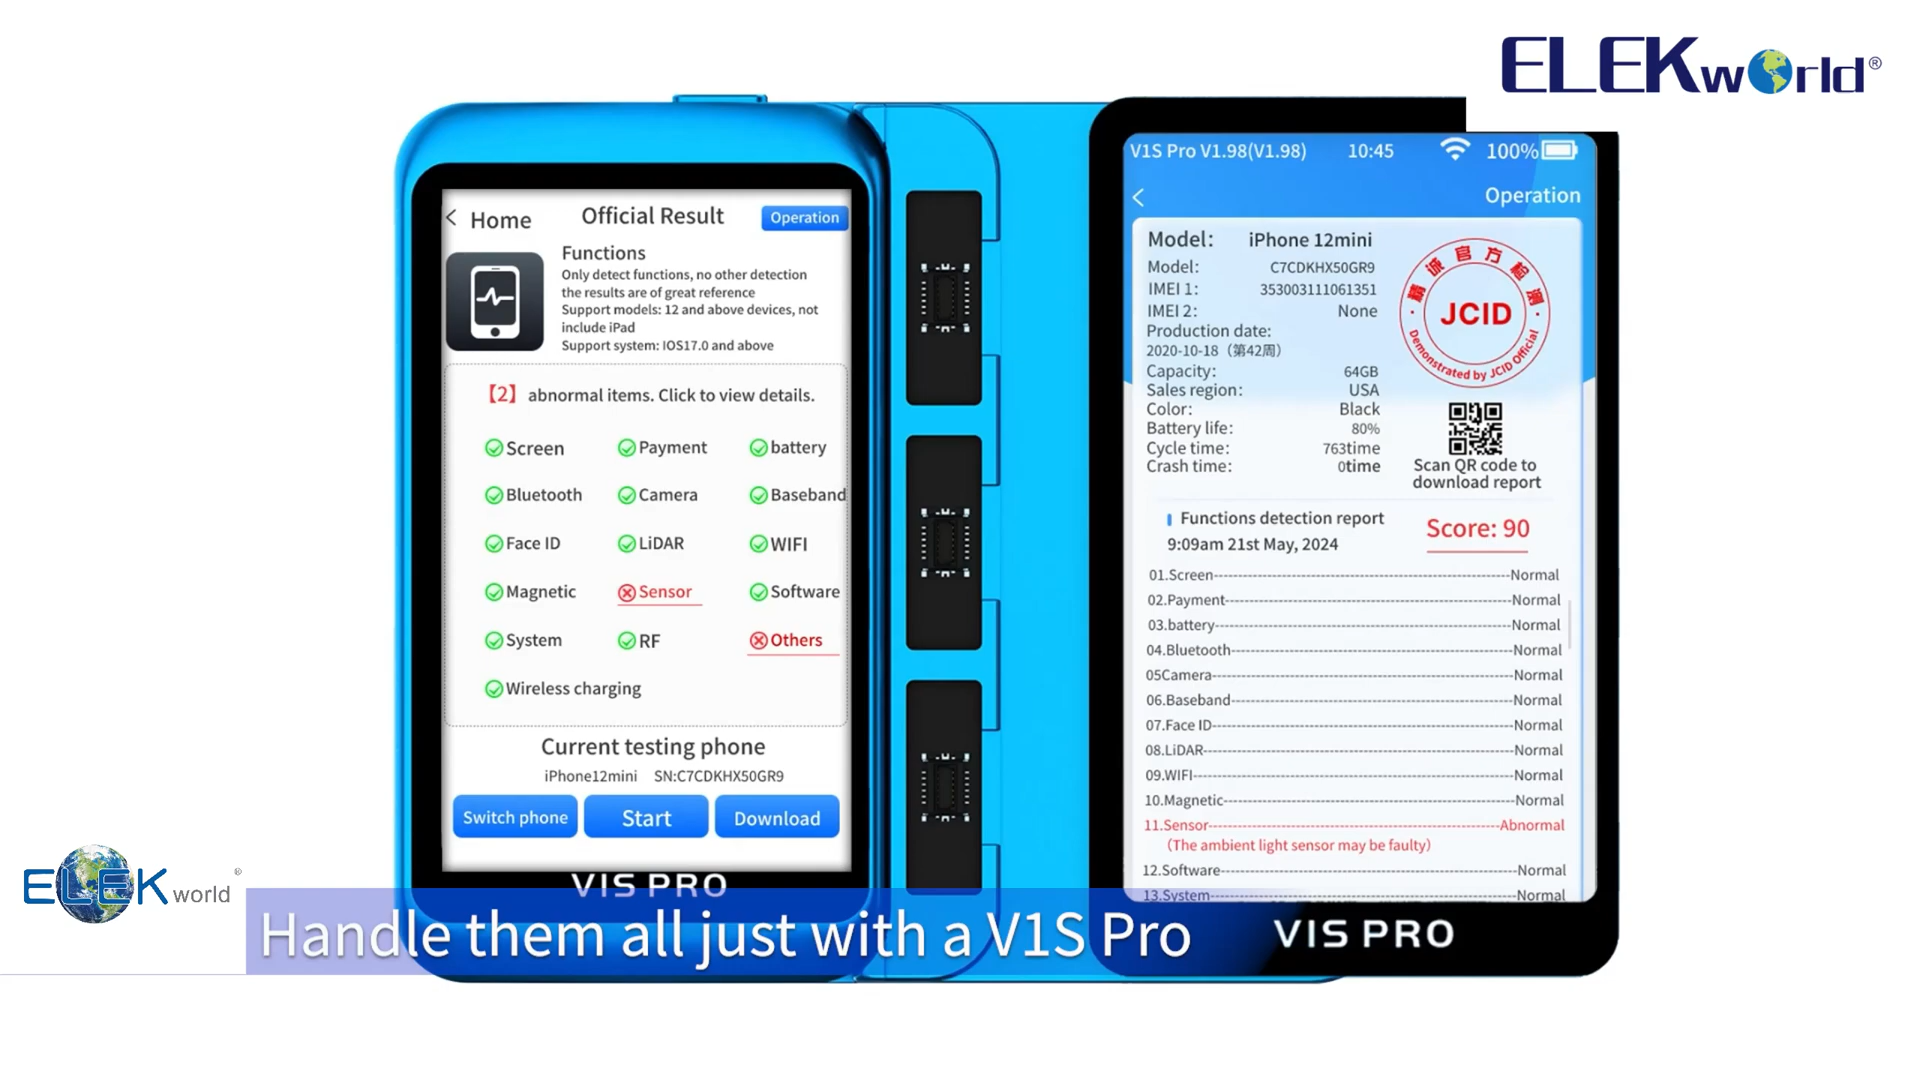 ELEKworld®
< Home
Official Result
Operation
Functions
Only detect functions, no other detection
the results are of great reference
Support models: 12 and above devices, not
include iPad
Support system: IOS17.0 and above
【2】 abnormal items. Click to view details.
Screen
Payment
battery
Bluetooth
Camera
Baseband
Face ID
LiDAR
WIFI
Magnetic
Sensor
Software
System
RF
Others
Wireless charging
Current testing phone
iPhone12mini SN:C7CDKHX50GR9
Switch phone
Start
Download
VIS PRO
V1S Pro V1.98(V1.98) 10:45 100%
< Operation
Model: iPhone 12mini
Model: C7CDKHX50GR9
IMEI 1: 353003111061351
IMEI 2: None
Production date:
2020-10-18（第42周）
Capacity: 64GB
Sales region: USA
Color: Black
Battery life: 80%
Cycle time: 763time
Crash time: 0time
精诚官方检测
JCID
Demonstrated by JCID Official
Scan QR code to
download report
Functions detection report
9:09am 21st May, 2024
Score: 90
01.Screen---Normal
02.Payment---Normal
03.battery---Normal
04.Bluetooth---Normal
05Camera---Normal
06.Baseband---Normal
07.Face ID---Normal
08.LiDAR---Normal
09.WIFI---Normal
10.Magnetic---Normal
11.Sensor---Abnormal
（The ambient light sensor may be faulty）
12.Software---Normal
13.System---Normal
VIS PRO
ELEK world®
Handle them all just with a V1S Pro